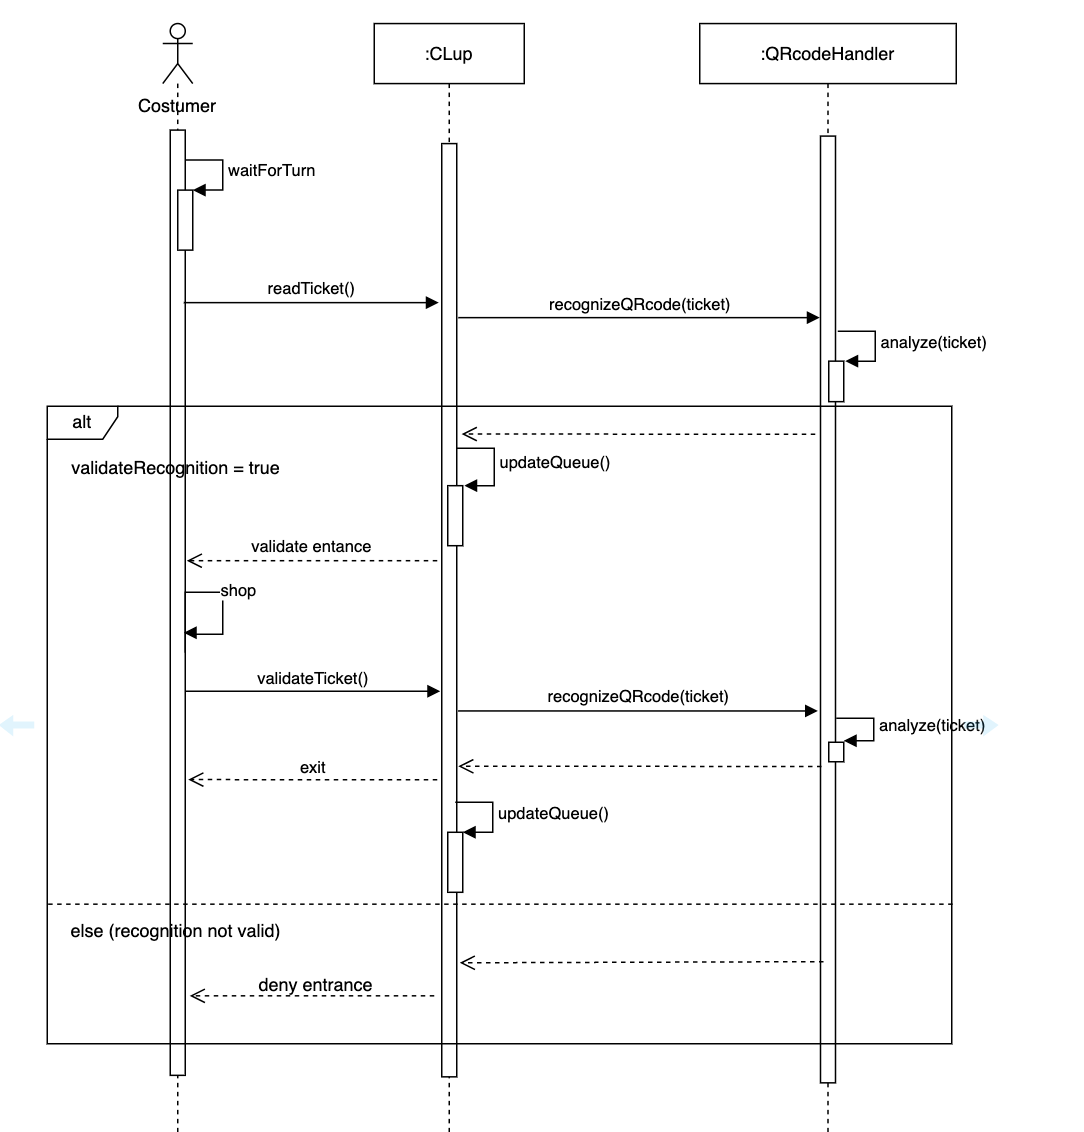 :CLup
:QRcodeHandler
Costumer
waitForTurn
readTicket()
recognizeQRcode(ticket)
analyze(ticket)
alt
validateRecognition = true
updateQueue()
validate entance
shop
validateTicket()
recognizeQRcode(ticket)
analyze(ticket)
exit
updateQueue()
else (recognition not valid)
deny entrance